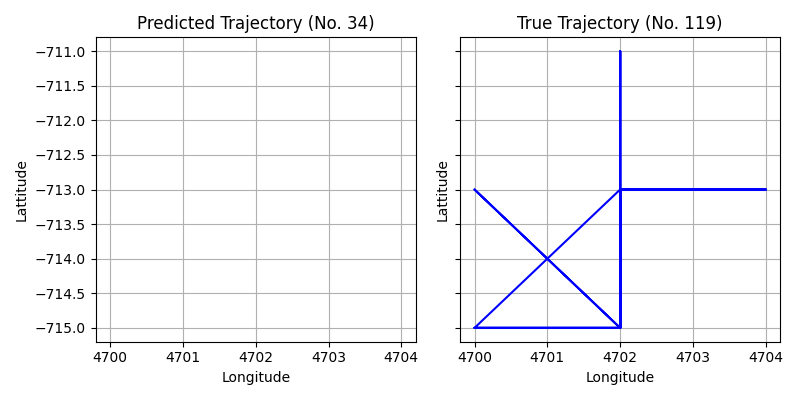 Predicted Trajectory (No. 34)
True Trajectory (No. 119)
Lattitude
−711.0
−711.5
−712.0
−712.5
−713.0
−713.5
−714.0
−714.5
−715.0
4700 4701 4702 4703 4704
Longitude
Lattitude
4700 4701 4702 4703 4704
Longitude